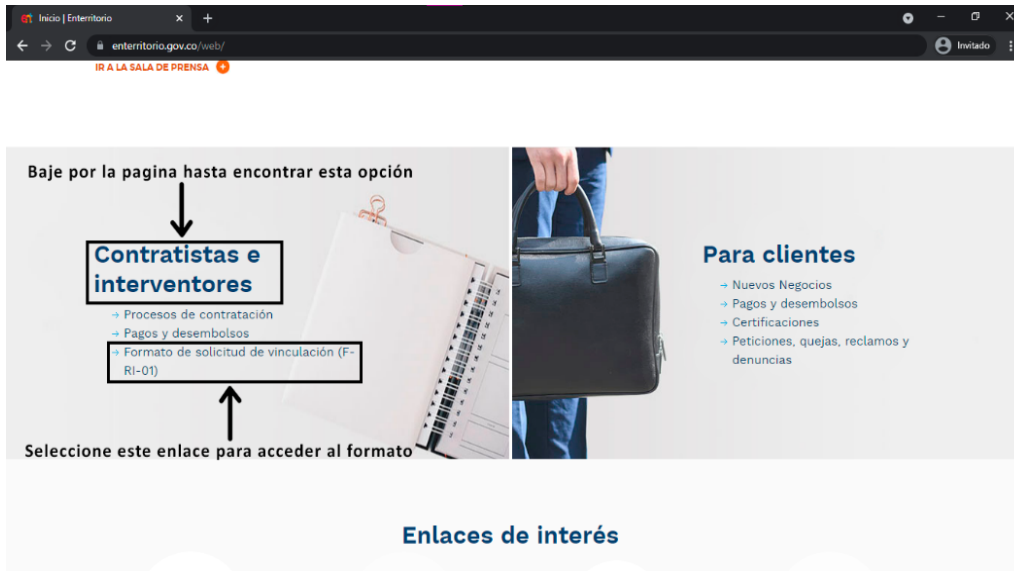 Inicio | Enterritorio
enterritorio.gov.co/web/
Invitado
IR A LA SALA DE PRENSA
Baje por la pagina hasta encontrar esta opción
Contratistas e
interventores
→ Procesos de contratación
→ Pagos y desembolsos
→ Formato de solicitud de vinculación (F-
RI-01)
Seleccione este enlace para acceder al formato
Para clientes
→ Nuevos Negocios
→ Pagos y desembolsos
→ Certificaciones
→ Peticiones, quejas, reclamos y
denuncias
Enlaces de interés